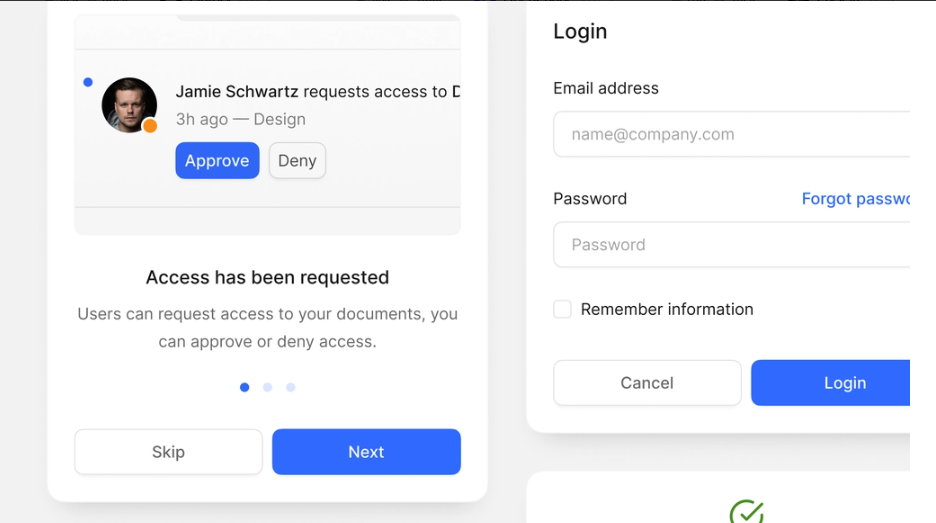 Jamie Schwartz requests access to D
3h ago — Design
Approve
Deny
Access has been requested
Users can request access to your documents, you
can approve or deny access.
Skip
Next
Login
Email address
name@company.com
Password
Forgot passwo
Password
Remember information
Cancel
Login